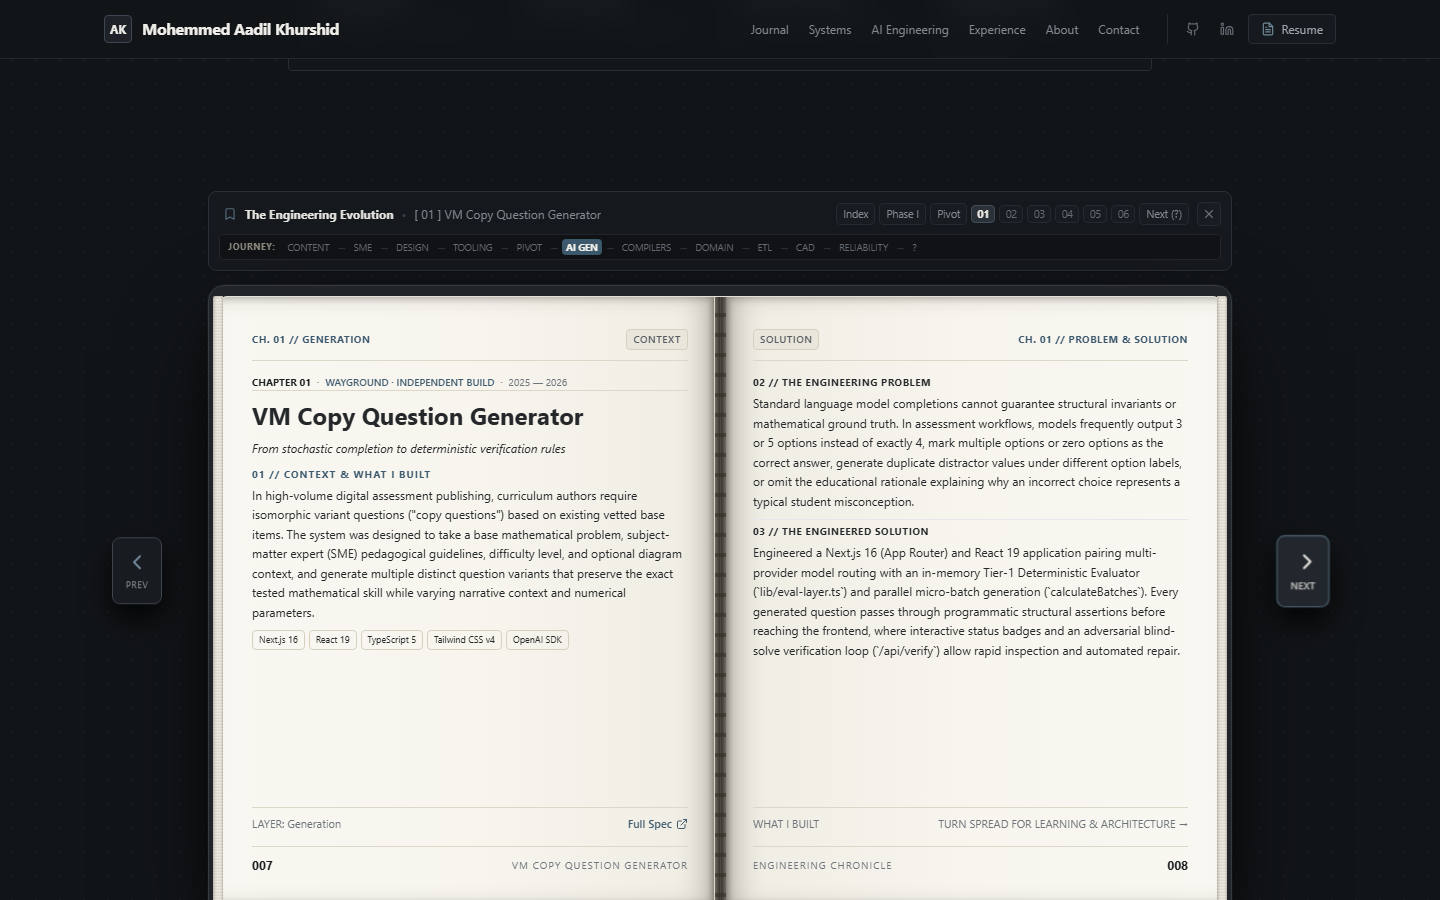 AK Mohemmed Aadil Khurshid
Journal Systems AI Engineering Experience About Contact Resume
The Engineering Evolution • [ 01 ] VM Copy Question Generator
Index Phase I Pivot 01 02 03 04 05 06 Next (?)
JOURNEY: CONTENT — SME — DESIGN — TOOLING — PIVOT — AI GEN — COMPILERS — DOMAIN — ETL — CAD — RELIABILITY — ?
PREV
CH. 01 // GENERATION CONTEXT
CHAPTER 01 · WAYGROUND · INDEPENDENT BUILD · 2025 — 2026
VM Copy Question Generator
From stochastic completion to deterministic verification rules
01 // CONTEXT & WHAT I BUILT
In high-volume digital assessment publishing, curriculum authors require
isomorphic variant questions ("copy questions") based on existing vetted base
items. The system was designed to take a base mathematical problem, subject-
matter expert (SME) pedagogical guidelines, difficulty level, and optional diagram
context, and generate multiple distinct question variants that preserve the exact
tested mathematical skill while varying narrative context and numerical
parameters.
Next.js 16 React 19 TypeScript 5 Tailwind CSS v4 OpenAI SDK
LAYER: Generation Full Spec
007 VM COPY QUESTION GENERATOR
SOLUTION CH. 01 // PROBLEM & SOLUTION
02 // THE ENGINEERING PROBLEM
Standard language model completions cannot guarantee structural invariants or
mathematical ground truth. In assessment workflows, models frequently output 3
or 5 options instead of exactly 4, mark multiple options or zero options as the
correct answer, generate duplicate distractor values under different option labels,
or omit the educational rationale explaining why an incorrect choice represents a
typical student misconception.
03 // THE ENGINEERED SOLUTION
Engineered a Next.js 16 (App Router) and React 19 application pairing multi-
provider model routing with an in-memory Tier-1 Deterministic Evaluator
(`lib/eval-layer.ts`) and parallel micro-batch generation (`calculateBatches`). Every
generated question passes through programmatic structural assertions before
reaching the frontend, where interactive status badges and an adversarial blind-
solve verification loop (`/api/verify`) allow rapid inspection and automated repair.
WHAT I BUILT TURN SPREAD FOR LEARNING & ARCHITECTURE →
ENGINEERING CHRONICLE 008
NEXT